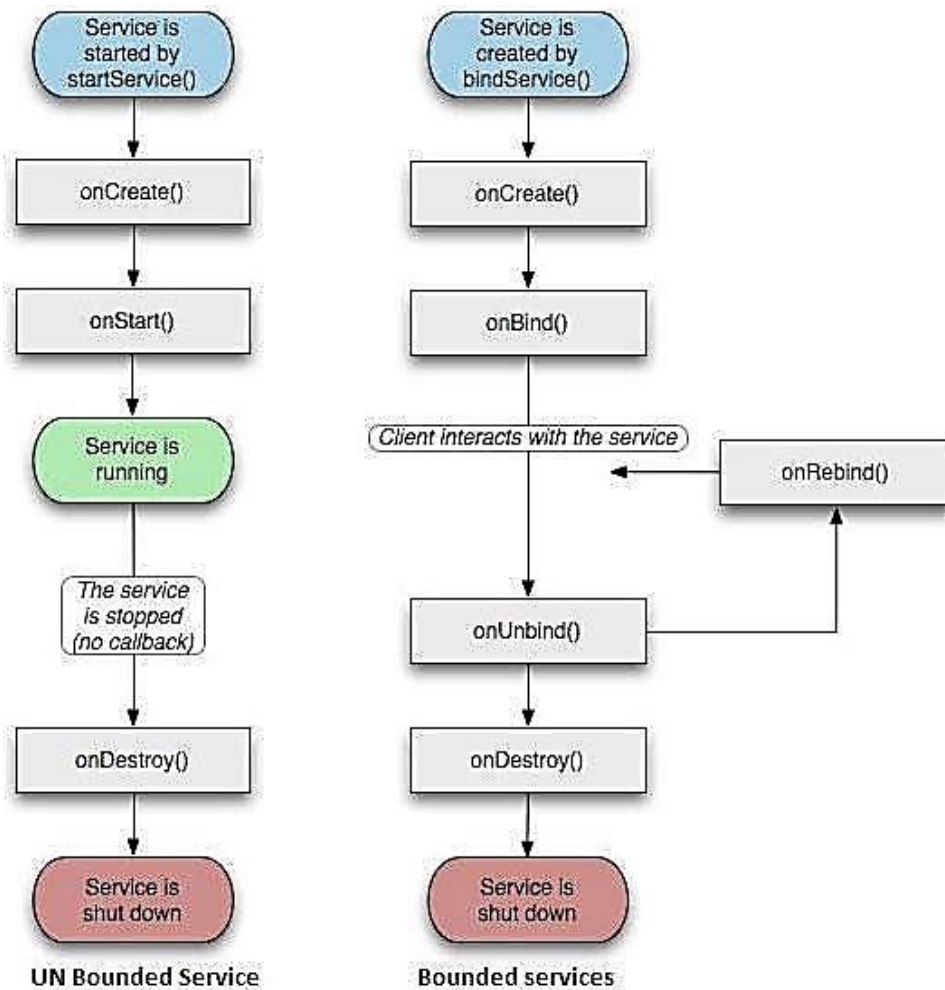 Service is
started by
startService()
onCreate()
onStart()
Service is
running
The service
is stopped
(no callback)
onDestroy()
Service is
shut down
UN Bounded Service
Service is
created by
bindService()
onCreate()
onBind()
Client interacts with the service
onRebind()
onUnbind()
onDestroy()
Service is
shut down
Bounded services